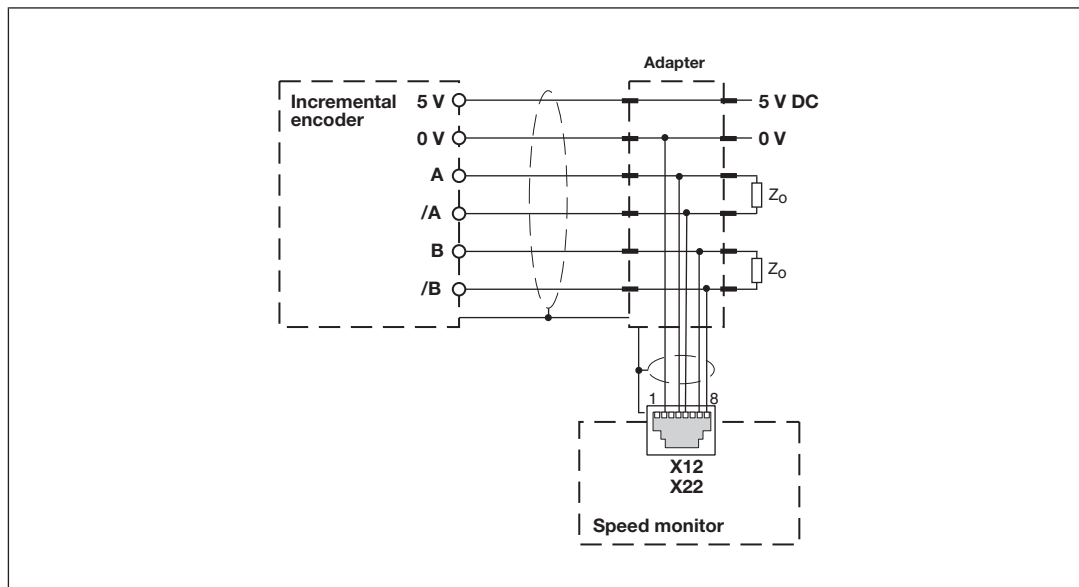 Adapter
Incremental encoder
5 V
5 V DC
0 V
0 V
A
Zo
/A
B
Zo
/B
1
8
X12
X22
Speed monitor